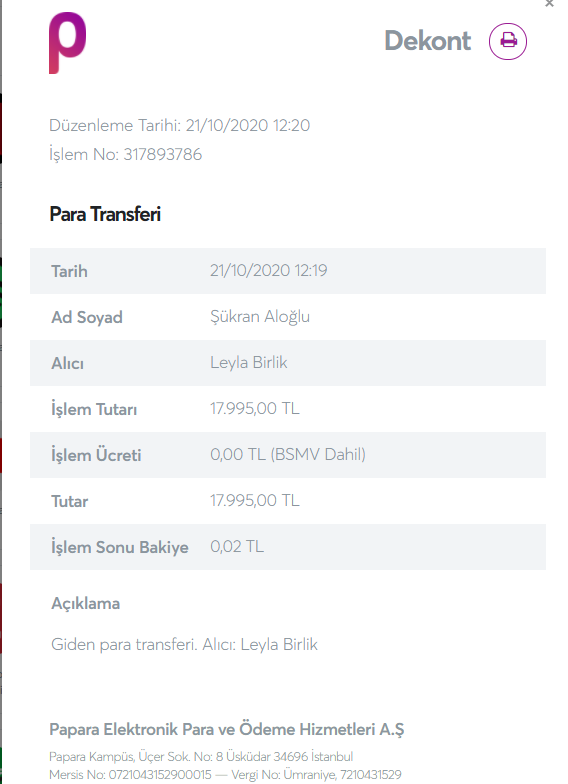 Dekont
Düzenleme Tarihi: 21/10/2020 12:20
İşlem No: 317893786
Para Transferi
Tarih 21/10/2020 12:19
Ad Soyad Şükran Aloğlu
Alıcı Leyla Birlik
İşlem Tutarı 17.995,00 TL
İşlem Ücreti 0,00 TL (BSMV Dahil)
Tutar 17.995,00 TL
İşlem Sonu Bakiye 0,02 TL
Açıklama
Giden para transferi. Alıcı: Leyla Birlik
Papara Elektronik Para ve Ödeme Hizmetleri A.Ş
Papara Kampüs, Üçer Sok. No: 8 Üsküdar 34696 İstanbul
Mersis No: 0721043152900015 — Vergi No: Ümraniye, 7210431529